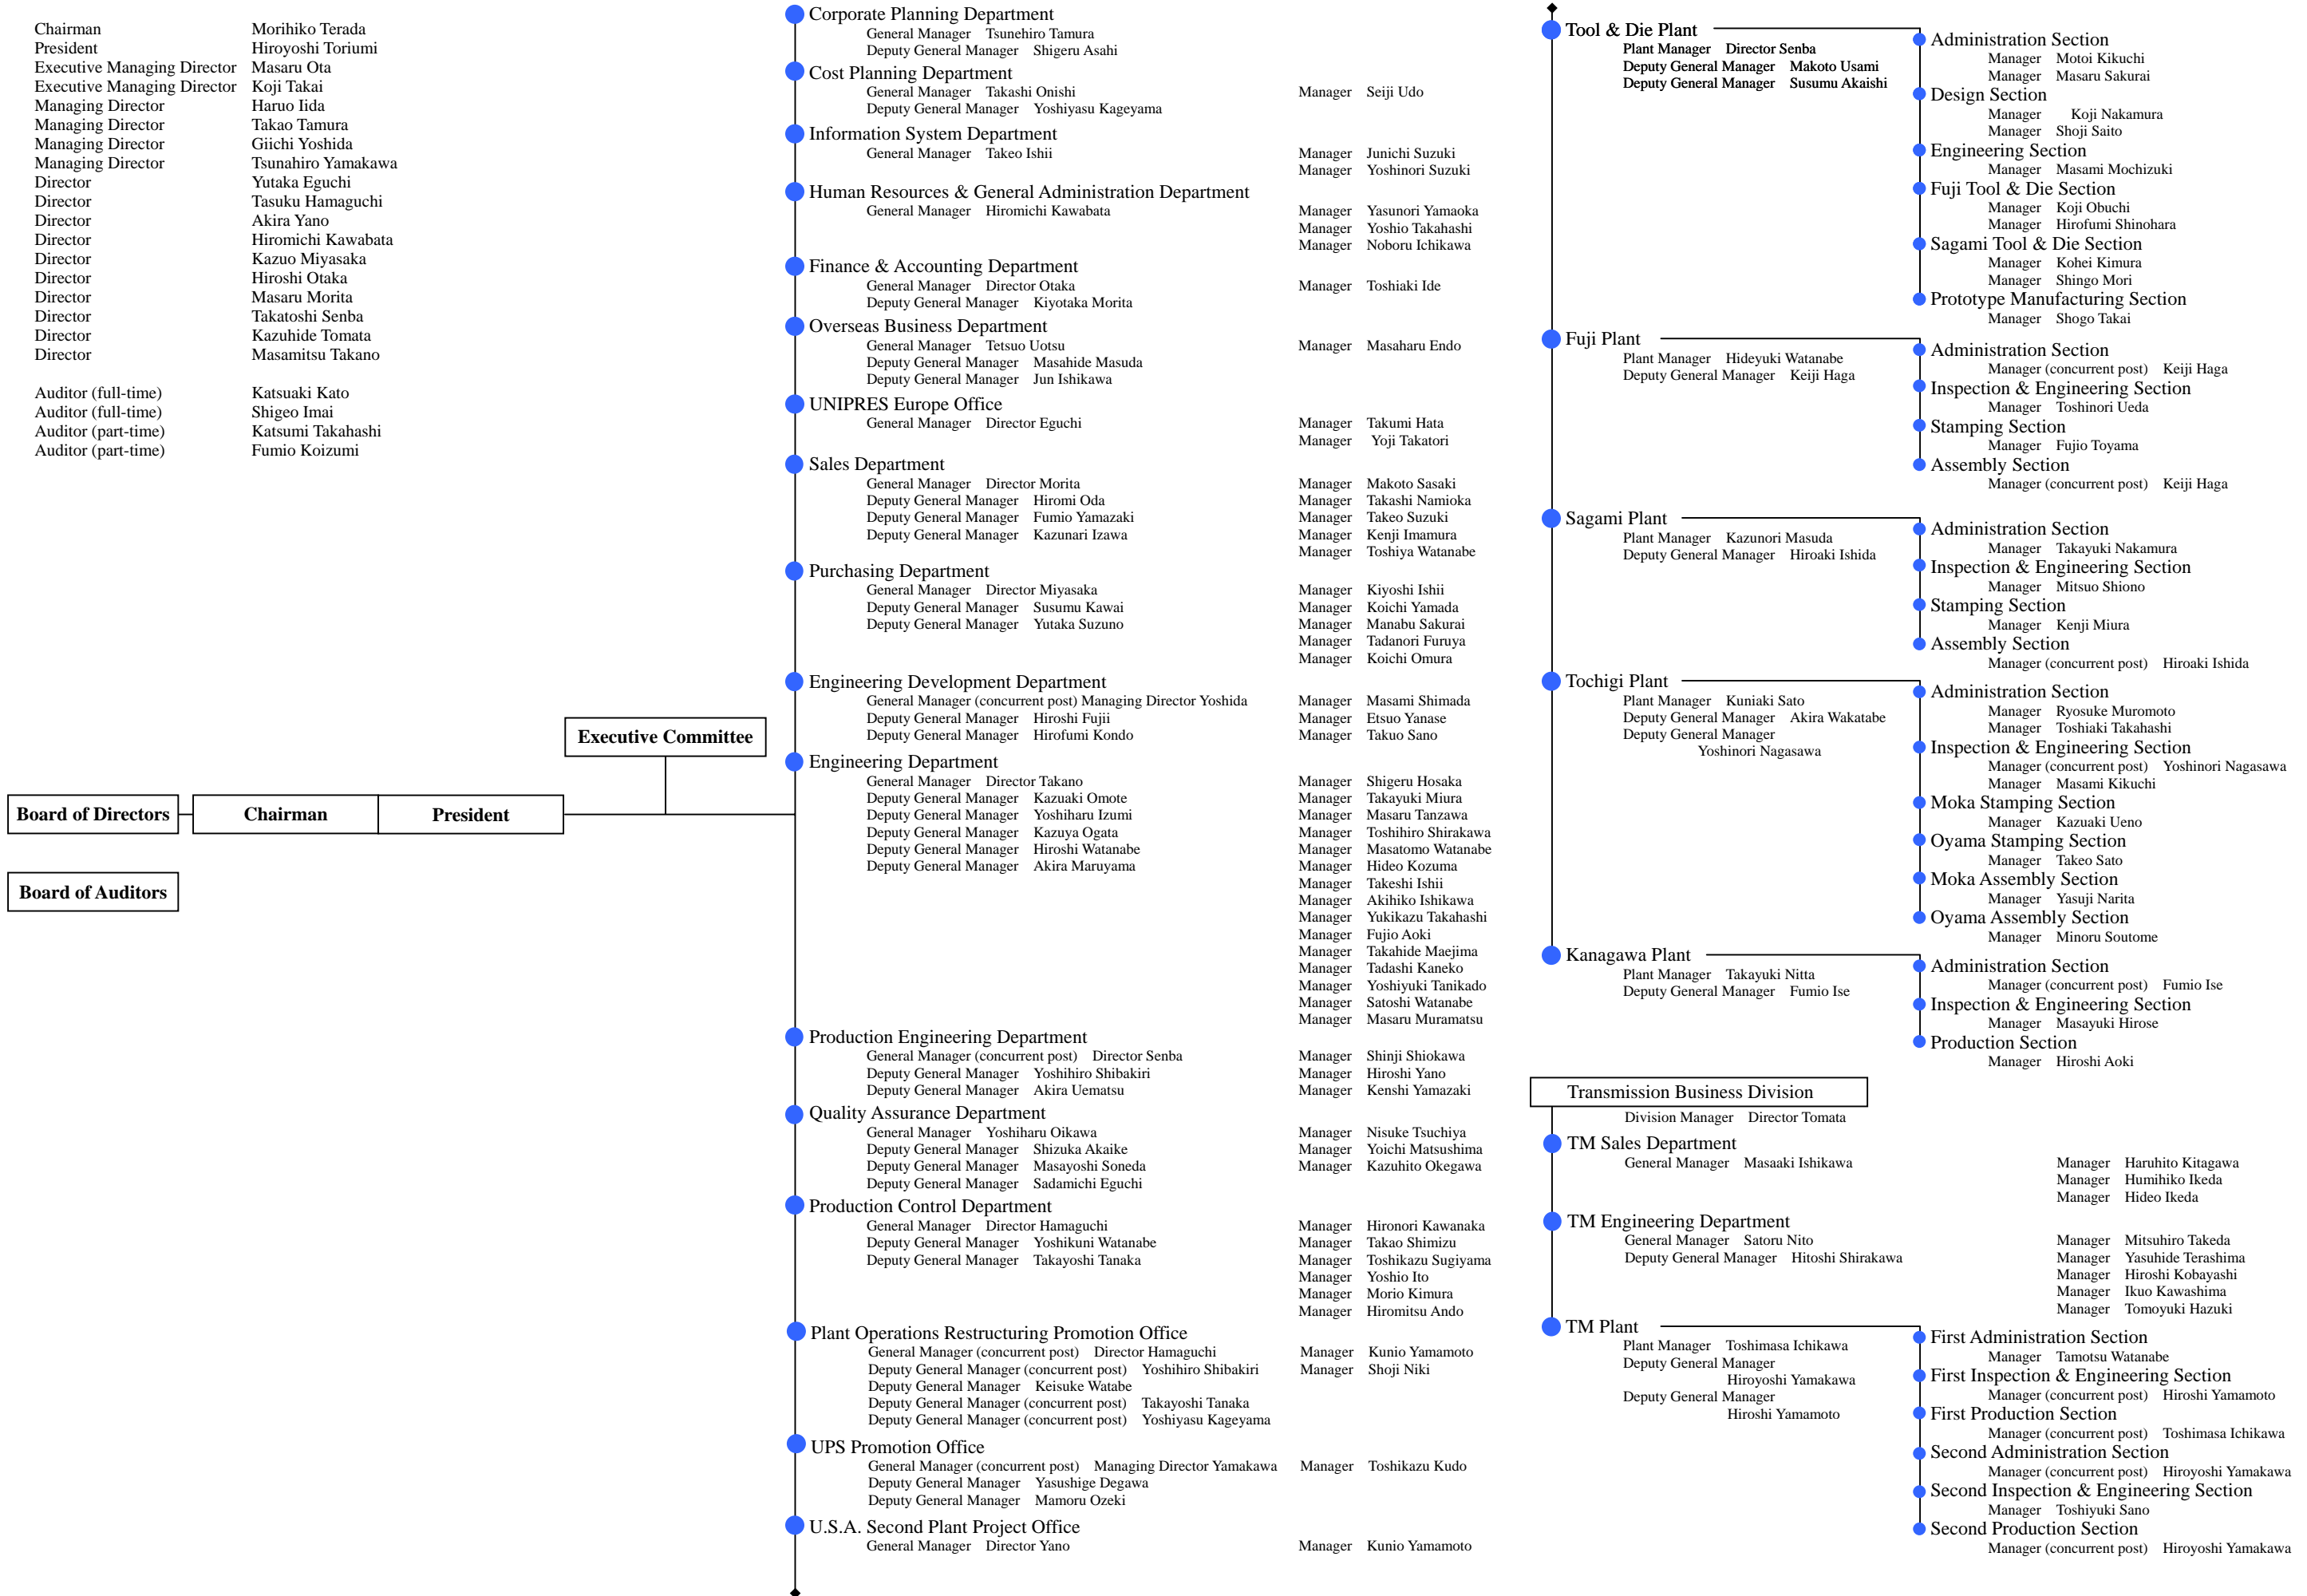 Chairman Morihiko Terada
President Hiroyoshi Toriumi
Executive Managing Director Masaru Ota
Executive Managing Director Koji Takai
Managing Director Haruo Iida
Managing Director Takao Tamura
Managing Director Giichi Yoshida
Managing Director Tsunahiro Yamakawa
Director Yutaka Eguchi
Director Tasuku Hamaguchi
Director Akira Yano
Director Hiromichi Kawabata
Director Kazuo Miyasaka
Director Hiroshi Otaka
Director Masaru Morita
Director Takatoshi Senba
Director Kazuhide Tomata
Director Masamitsu Takano
Auditor (full-time) Katsuaki Kato
Auditor (full-time) Shigeo Imai
Auditor (part-time) Katsumi Takahashi
Auditor (part-time) Fumio Koizumi
Executive Committee
Board of Directors Chairman President
Board of Auditors
Corporate Planning Department
General Manager Tsunehiro Tamura
Deputy General Manager Shigeru Asahi
Cost Planning Department
General Manager Takashi Onishi Manager Seiji Udo
Deputy General Manager Yoshiyasu Kageyama
Information System Department
General Manager Takeo Ishii Manager Junichi Suzuki
Manager Yoshinori Suzuki
Human Resources & General Administration Department
General Manager Hiromichi Kawabata Manager Yasunori Yamaoka
Manager Yoshio Takahashi
Manager Noboru Ichikawa
Finance & Accounting Department
General Manager Director Otaka Manager Toshiaki Ide
Deputy General Manager Kiyotaka Morita
Overseas Business Department
General Manager Tetsuo Uotsu Manager Masaharu Endo
Deputy General Manager Masahide Masuda
Deputy General Manager Jun Ishikawa
UNIPRES Europe Office
General Manager Director Eguchi Manager Takumi Hata
Manager Yoji Takatori
Sales Department
General Manager Director Morita Manager Makoto Sasaki
Deputy General Manager Hiromi Oda Manager Takashi Namioka
Deputy General Manager Fumio Yamazaki Manager Takeo Suzuki
Deputy General Manager Kazunari Izawa Manager Kenji Imamura
Manager Toshiya Watanabe
Purchasing Department
General Manager Director Miyasaka Manager Kiyoshi Ishii
Deputy General Manager Susumu Kawai Manager Koichi Yamada
Deputy General Manager Yutaka Suzuno Manager Manabu Sakurai
Manager Tadanori Furuya
Manager Koichi Omura
Engineering Development Department
General Manager (concurrent post) Managing Director Yoshida Manager Masami Shimada
Deputy General Manager Hiroshi Fujii Manager Etsuo Yanase
Deputy General Manager Hirofumi Kondo Manager Takuo Sano
Engineering Department
General Manager Director Takano Manager Shigeru Hosaka
Deputy General Manager Kazuaki Omote Manager Takayuki Miura
Deputy General Manager Yoshiharu Izumi Manager Masaru Tanzawa
Deputy General Manager Kazuya Ogata Manager Toshihiro Shirakawa
Deputy General Manager Hiroshi Watanabe Manager Masatomo Watanabe
Deputy General Manager Akira Maruyama Manager Hideo Kozuma
Manager Takeshi Ishii
Manager Akihiko Ishikawa
Manager Yukikazu Takahashi
Manager Fujio Aoki
Manager Takahide Maejima
Manager Tadashi Kaneko
Manager Yoshiyuki Tanikado
Manager Satoshi Watanabe
Manager Masaru Muramatsu
Production Engineering Department
General Manager (concurrent post) Director Senba Manager Shinji Shiokawa
Deputy General Manager Yoshihiro Shibakiri Manager Hiroshi Yano
Deputy General Manager Akira Uematsu Manager Kenshi Yamazaki
Quality Assurance Department
General Manager Yoshiharu Oikawa Manager Nisuke Tsuchiya
Deputy General Manager Shizuka Akaike Manager Yoichi Matsushima
Deputy General Manager Masayoshi Soneda Manager Kazuhito Okegawa
Deputy General Manager Sadamichi Eguchi
Production Control Department
General Manager Director Hamaguchi Manager Hironori Kawanaka
Deputy General Manager Yoshikuni Watanabe Manager Takao Shimizu
Deputy General Manager Takayoshi Tanaka Manager Toshikazu Sugiyama
Manager Yoshio Ito
Manager Morio Kimura
Manager Hiromitsu Ando
Plant Operations Restructuring Promotion Office
General Manager (concurrent post) Director Hamaguchi Manager Kunio Yamamoto
Deputy General Manager (concurrent post) Yoshihiro Shibakiri Manager Shoji Niki
Deputy General Manager Keisuke Watabe
Deputy General Manager (concurrent post) Takayoshi Tanaka
Deputy General Manager (concurrent post) Yoshiyasu Kageyama
UPS Promotion Office
General Manager (concurrent post) Managing Director Yamakawa Manager Toshikazu Kudo
Deputy General Manager Yasushige Degawa
Deputy General Manager Mamoru Ozeki
U.S.A. Second Plant Project Office
General Manager Director Yano Manager Kunio Yamamoto
Tool & Die Plant
Plant Manager Director Senba
Deputy General Manager Makoto Usami
Deputy General Manager Susumu Akaishi
Administration Section
Manager Motoi Kikuchi
Manager Masaru Sakurai
Design Section
Manager Koji Nakamura
Manager Shoji Saito
Engineering Section
Manager Masami Mochizuki
Fuji Tool & Die Section
Manager Koji Obuchi
Manager Hirofumi Shinohara
Sagami Tool & Die Section
Manager Kohei Kimura
Manager Shingo Mori
Prototype Manufacturing Section
Manager Shogo Takai
Fuji Plant
Plant Manager Hideyuki Watanabe
Deputy General Manager Keiji Haga
Administration Section
Manager (concurrent post) Keiji Haga
Inspection & Engineering Section
Manager Toshinori Ueda
Stamping Section
Manager Fujio Toyama
Assembly Section
Manager (concurrent post) Keiji Haga
Sagami Plant
Plant Manager Kazunori Masuda
Deputy General Manager Hiroaki Ishida
Administration Section
Manager Takayuki Nakamura
Inspection & Engineering Section
Manager Mitsuo Shiono
Stamping Section
Manager Kenji Miura
Assembly Section
Manager (concurrent post) Hiroaki Ishida
Tochigi Plant
Plant Manager Kuniaki Sato
Deputy General Manager Akira Wakatabe
Deputy General Manager
Yoshinori Nagasawa
Administration Section
Manager Ryosuke Muromoto
Manager Toshiaki Takahashi
Inspection & Engineering Section
Manager (concurrent post) Yoshinori Nagasawa
Manager Masami Kikuchi
Moka Stamping Section
Manager Kazuaki Ueno
Oyama Stamping Section
Manager Takeo Sato
Moka Assembly Section
Manager Yasuji Narita
Oyama Assembly Section
Manager Minoru Soutome
Kanagawa Plant
Plant Manager Takayuki Nitta
Deputy General Manager Fumio Ise
Administration Section
Manager (concurrent post) Fumio Ise
Inspection & Engineering Section
Manager Masayuki Hirose
Production Section
Manager Hiroshi Aoki
Transmission Business Division
Division Manager Director Tomata
TM Sales Department
General Manager Masaaki Ishikawa Manager Haruhito Kitagawa
Manager Humihiko Ikeda
Manager Hideo Ikeda
TM Engineering Department
General Manager Satoru Nito Manager Mitsuhiro Takeda
Deputy General Manager Hitoshi Shirakawa Manager Yasuhide Terashima
Manager Hiroshi Kobayashi
Manager Ikuo Kawashima
Manager Tomoyuki Hazuki
TM Plant
Plant Manager Toshimasa Ichikawa
Deputy General Manager
Hiroyoshi Yamakawa
Deputy General Manager
Hiroshi Yamamoto
First Administration Section
Manager Tamotsu Watanabe
First Inspection & Engineering Section
Manager (concurrent post) Hiroshi Yamamoto
First Production Section
Manager (concurrent post) Toshimasa Ichikawa
Second Administration Section
Manager (concurrent post) Hiroyoshi Yamakawa
Second Inspection & Engineering Section
Manager Toshiyuki Sano
Second Production Section
Manager (concurrent post) Hiroyoshi Yamakawa